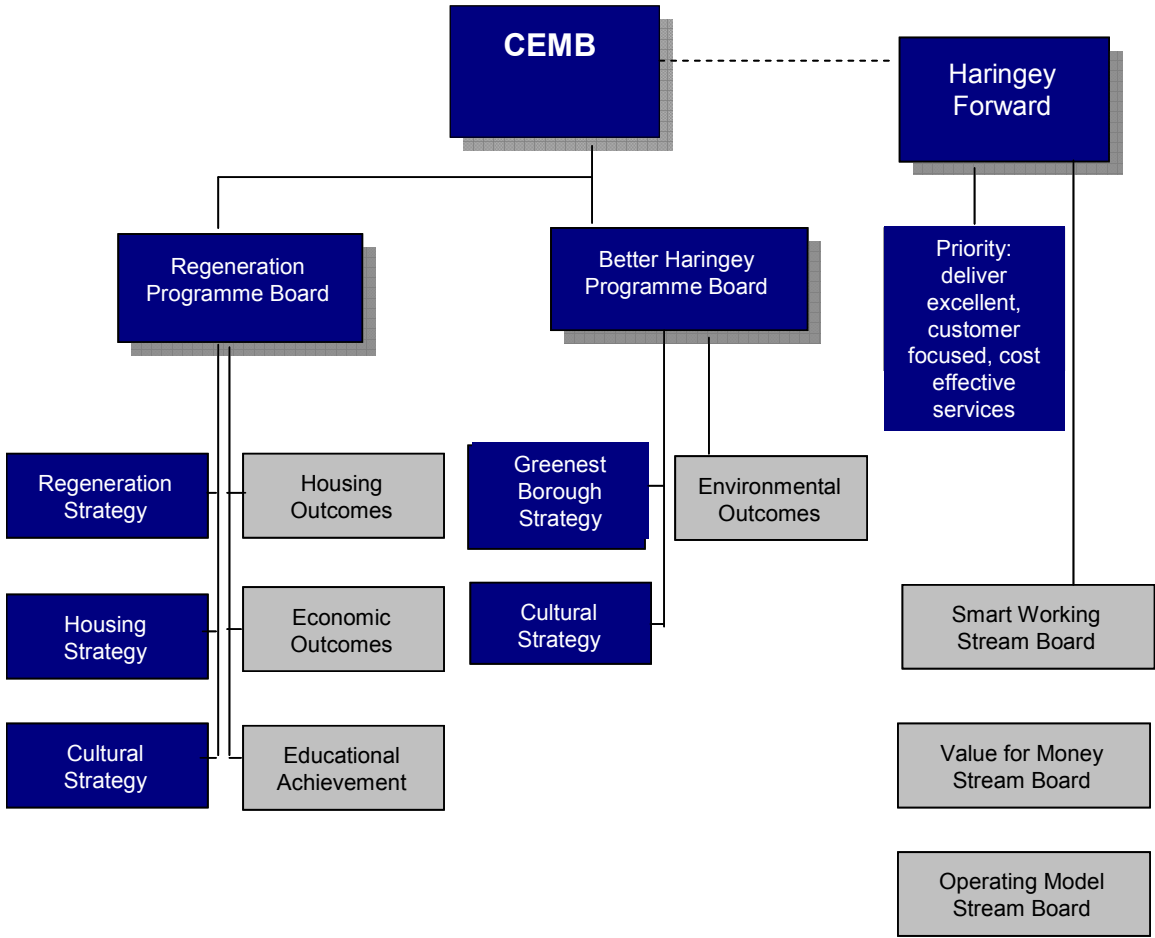 CEMB
Haringey
Forward
Regeneration
Programme Board
Better Haringey
Programme Board
Priority:
deliver
excellent,
customer
focused, cost
effective
services
Regeneration
Strategy
Housing
Outcomes
Greenest
Borough
Strategy
Environmental
Outcomes
Housing
Strategy
Economic
Outcomes
Cultural
Strategy
Smart Working
Stream Board
Cultural
Strategy
Educational
Achievement
Value for Money
Stream Board
Operating Model
Stream Board